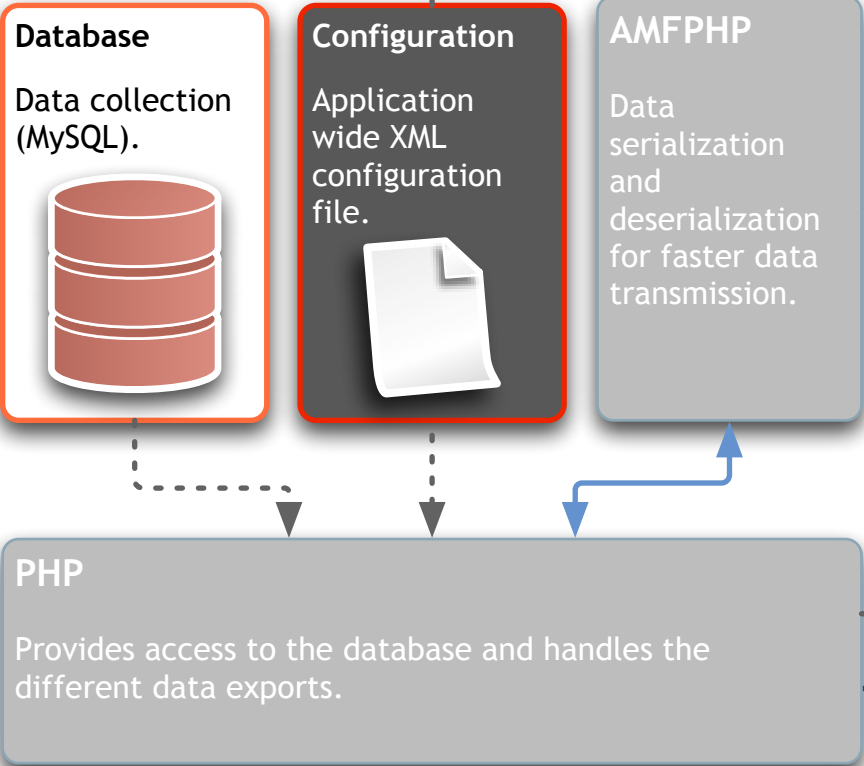 Database
Data collection
(MySQL).
Configuration
Application
wide XML
configuration
file.
AMFPHP
Data
serialization
and
deserialization
for faster data
transmission.
PHP
Provides access to the database and handles the
different data exports.